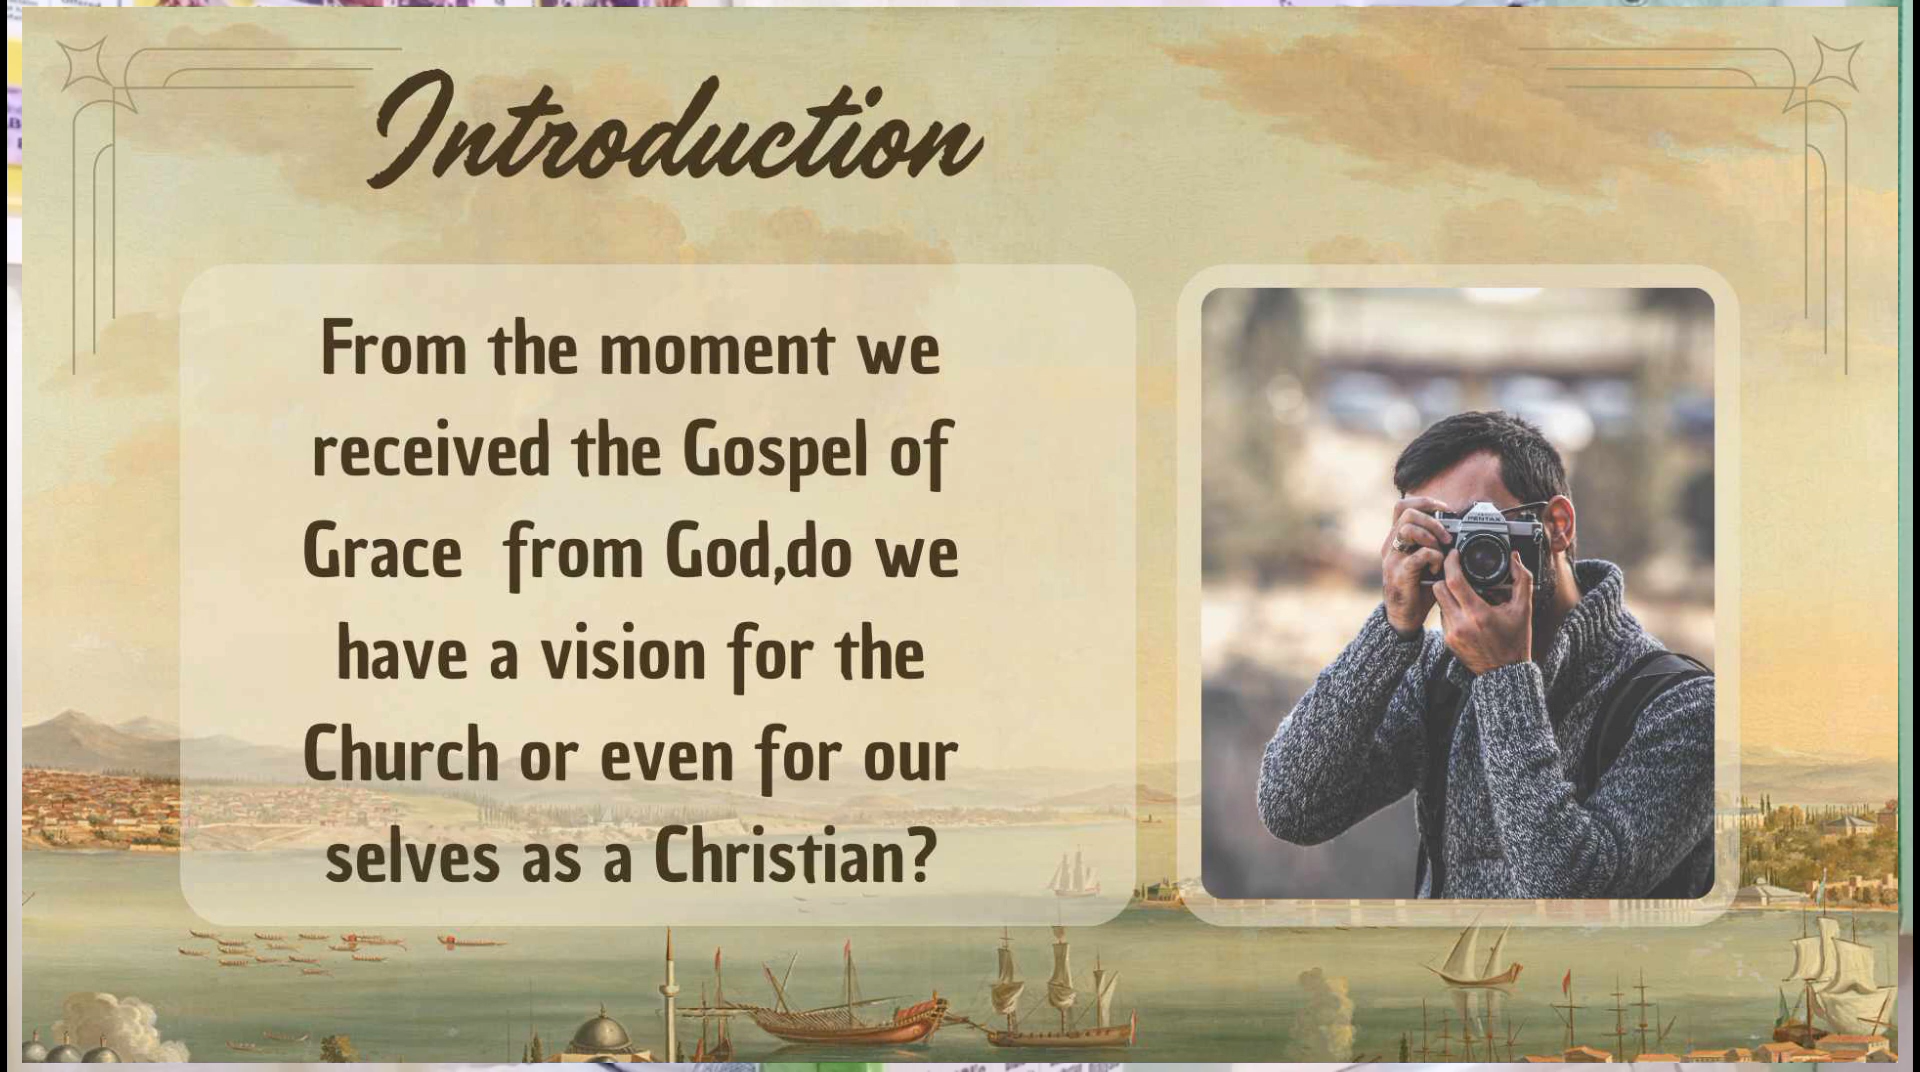 Introduction
From the moment we
received the Gospel of
Grace  from God,do we
have a vision for the
Church or even for our
selves as a Christian?
PENTAX